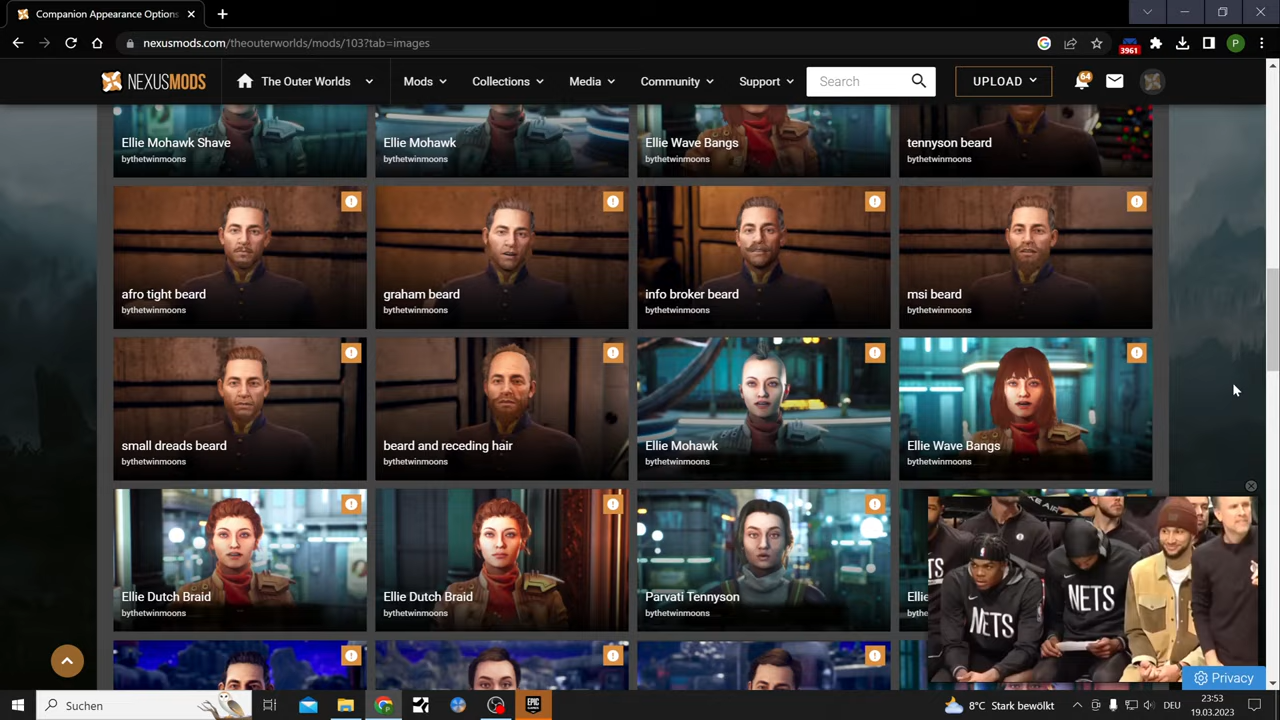 Companion Appearance Options
nexusmods.com/theouterworlds/mods/103?tab=images
3961
P
NEXUSMODS
The Outer Worlds
Mods
Collections
Media
Community
Support
Search
UPLOAD
64
Ellie Mohawk Shave
bythetwinmoons
Ellie Mohawk
bythetwinmoons
Ellie Wave Bangs
bythetwinmoons
tennyson beard
bythetwinmoons
afro tight beard
bythetwinmoons
graham beard
bythetwinmoons
info broker beard
bythetwinmoons
msi beard
bythetwinmoons
small dreads beard
bythetwinmoons
beard and receding hair
bythetwinmoons
Ellie Mohawk
bythetwinmoons
Ellie Wave Bangs
bythetwinmoons
Ellie Dutch Braid
bythetwinmoons
Ellie Dutch Braid
bythetwinmoons
Parvati Tennyson
bythetwinmoons
NETS
NETS
Privacy
Suchen
EPIC
8°C Stark bewölkt
DEU
23:53
19.03.2023